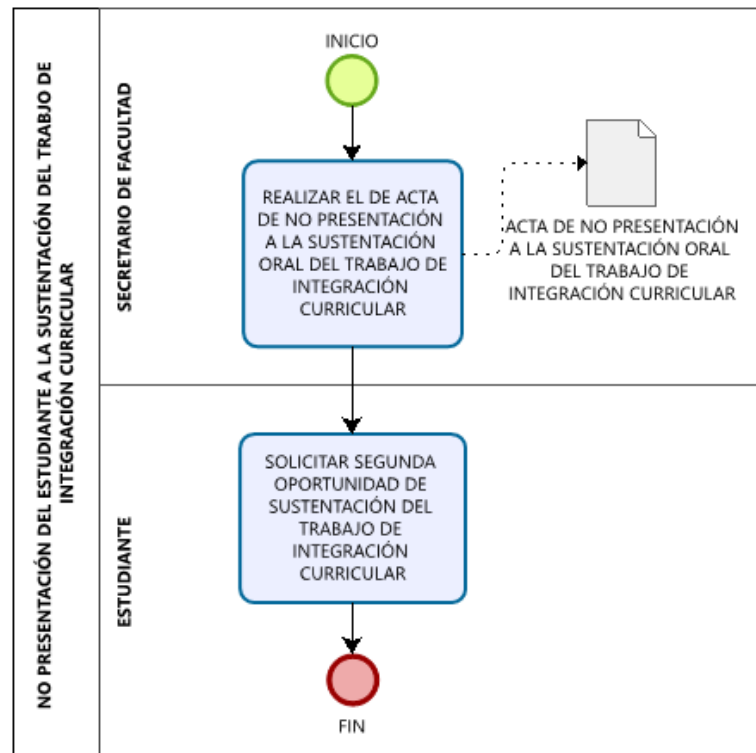 NO PRESENTACIÓN DEL ESTUDIANTE A LA SUSTENTACIÓN DEL TRABJO DE
INTEGRACIÓN CURRICULAR
SECRETARIO DE FACULTAD
INICIO
REALIZAR EL DE ACTA
DE NO PRESENTACIÓN
A LA SUSTENTACIÓN
ORAL DEL TRABAJO DE
INTEGRACIÓN
CURRICULAR
ACTA DE NO PRESENTACIÓN
A LA SUSTENTACIÓN ORAL
DEL TRABAJO DE
INTEGRACIÓN CURRICULAR
ESTUDIANTE
SOLICITAR SEGUNDA
OPORTUNIDAD DE
SUSTENTACIÓN DEL
TRABAJO DE
INTEGRACIÓN
CURRICULAR
FIN